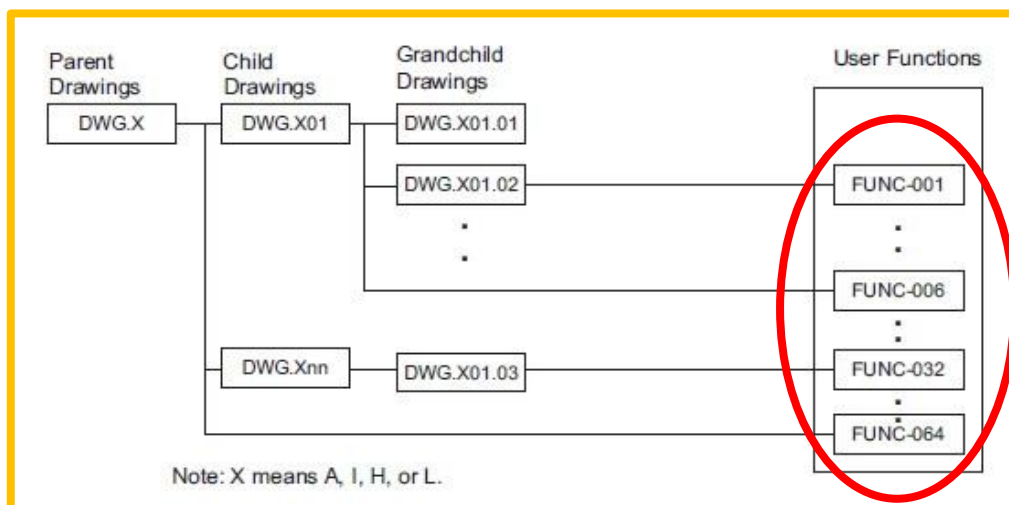 Parent
Drawings
Child
Drawings
Grandchild
Drawings
User Functions
DWG.X
DWG.X01
DWG.X01.01
DWG.X01.02
FUNC-001
FUNC-006
DWG.Xnn
DWG.X01.03
FUNC-032
FUNC-064
Note: X means A, I, H, or L.